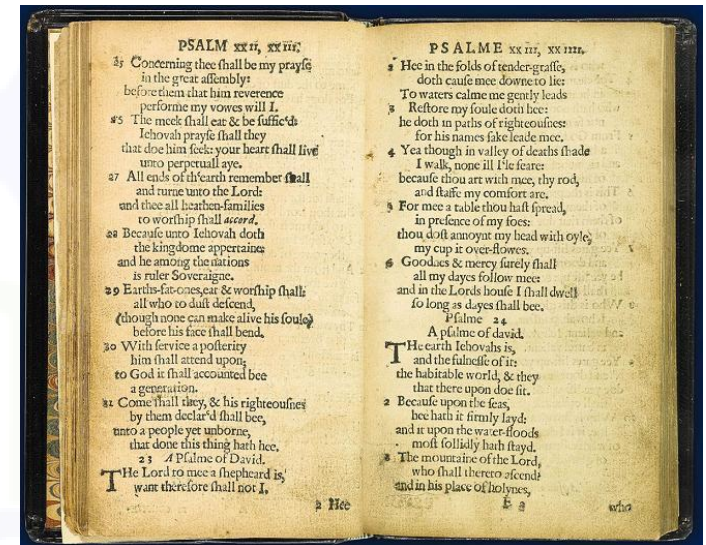 PSALM xxii, xxiii.
25 Concerning thee ſhall be my prayſe
in the great aſſembly:
before them that him reverence
performe my vowes will I.
The meek ſhall eat & be ſuffic'd:
Iehovah prayſe ſhall they
that doe him ſeek: your heart ſhall live
unto perpetuall aye.
27 All ends of th'earth remember ſhall
and turne unto the Lord:
and thee all heathen-families
to worſhip ſhall accord.
28 Becauſe unto Iehovah doth
the kingdome appertaine:
and he among the nations
is ruler Soveraigne.
29 Earths-fat-ones, eat & worſhip ſhall:
all who to duſt deſcend,
(though none can make alive his ſoule)
before his face ſhall bend.
30 With ſervice a poſterity
him ſhall attend upon;
to God it ſhall accounted bee
a generation.
31 Come ſhall they, & his righteouſnes
by them declar'd ſhall bee,
unto a people yet unborne,
that done this thing hath hee.
23 A Pſalme of David.
THe Lord to mee a ſhepheard is,
want therefore ſhall not I.
2 Hee
PSALME xxiii, xxiiii.
2 Hee in the folds of tender-graſſe,
doth cauſe mee downe to lie:
To waters calme me gently leads
3 Reſtore my ſoule doth hee:
he doth in paths of righteouſnes:
for his names ſake leade mee.
4 Yea though in valley of deaths ſhade
I walk, none ill I'le feare:
becauſe thou art with mee, thy rod,
and ſtaffe my comfort are.
5 For mee a table thou haſt ſpread,
in preſence of my foes:
thou doſt annoynt my head with oyle,
my cup it over-flowes.
6 Goodnes & mercy ſurely ſhall
all my dayes follow mee:
and in the Lords houſe I ſhall dwell
ſo long as dayes ſhall bee.
Pſalme 24
A pſalme of david.
THe earth Iehovahs is,
and the fulneſſe of it:
the habitable world, & they
that there upon doe ſit.
2 Becauſe upon the ſeas,
hee hath it firmly layd:
and it upon the water-floods
moſt ſollidly hath ſtayd.
3 The mountaine of the Lord,
who ſhall thereto aſcend?
and in his place of holynes,
who